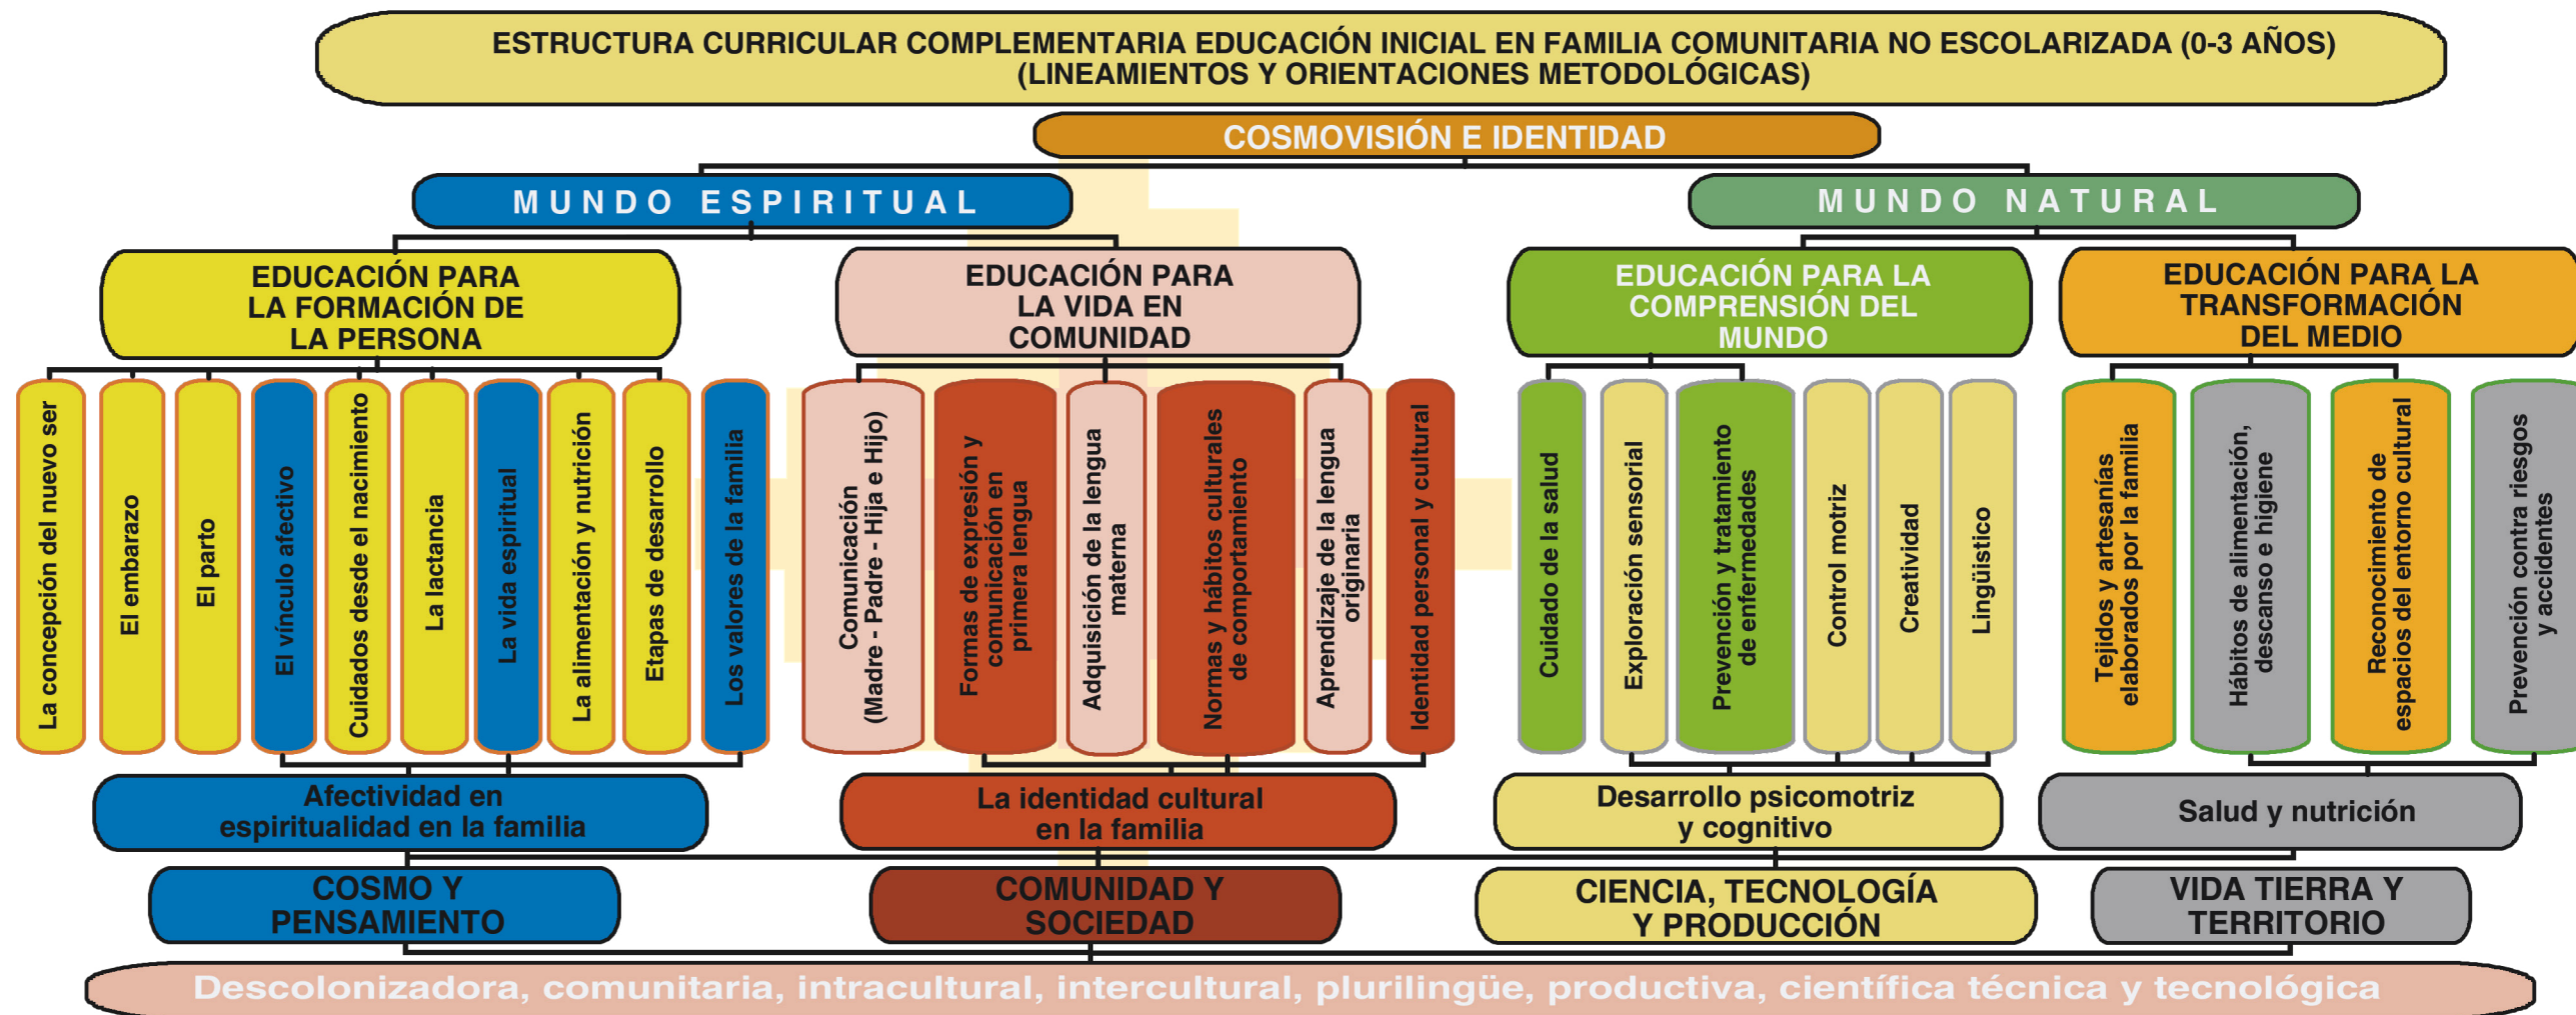 ESTRUCTURA CURRICULAR COMPLEMENTARIA EDUCACIÓN INICIAL EN FAMILIA COMUNITARIA NO ESCOLARIZADA (0-3 AÑOS)
(LINEAMIENTOS Y ORIENTACIONES METODOLÓGICAS)
COSMOVISIÓN E IDENTIDAD
MUNDO ESPIRITUAL
MUNDO NATURAL
EDUCACIÓN PARA
LA FORMACIÓN DE
LA PERSONA
EDUCACIÓN PARA
LA VIDA EN
COMUNIDAD
EDUCACIÓN PARA LA
COMPRENSIÓN DEL
MUNDO
EDUCACIÓN PARA LA
TRANSFORMACIÓN
DEL MEDIO
La concepción del nuevo ser
El embarazo
El parto
El vínculo afectivo
Cuidados desde el nacimiento
La lactancia
La vida espiritual
La alimentación y nutrición
Etapas de desarrollo
Los valores de la familia
Comunicación
(Madre - Padre - Hija e Hijo)
Formas de expresión y
comunicación en
primera lengua
Adquisición de la lengua
materna
Normas y hábitos culturales
de comportamiento
Aprendizaje de la lengua
originaria
Identidad personal y cultural
Cuidado de la salud
Exploración sensorial
Prevención y tratamiento
de enfermedades
Control motriz
Creatividad
Lingüístico
Tejidos y artesanías
elaborados por la familia
Hábitos de alimentación,
descanso e higiene
Reconocimiento de
espacios del entorno cultural
Prevención contra riesgos
y accidentes
Afectividad en
espiritualidad en la familia
La identidad cultural
en la familia
Desarrollo psicomotriz
y cognitivo
Salud y nutrición
COSMO Y
PENSAMIENTO
COMUNIDAD Y
SOCIEDAD
CIENCIA, TECNOLOGÍA
Y PRODUCCIÓN
VIDA TIERRA Y
TERRITORIO
Descolonizadora, comunitaria, intracultural, intercultural, plurilingüe, productiva, científica técnica y tecnológica